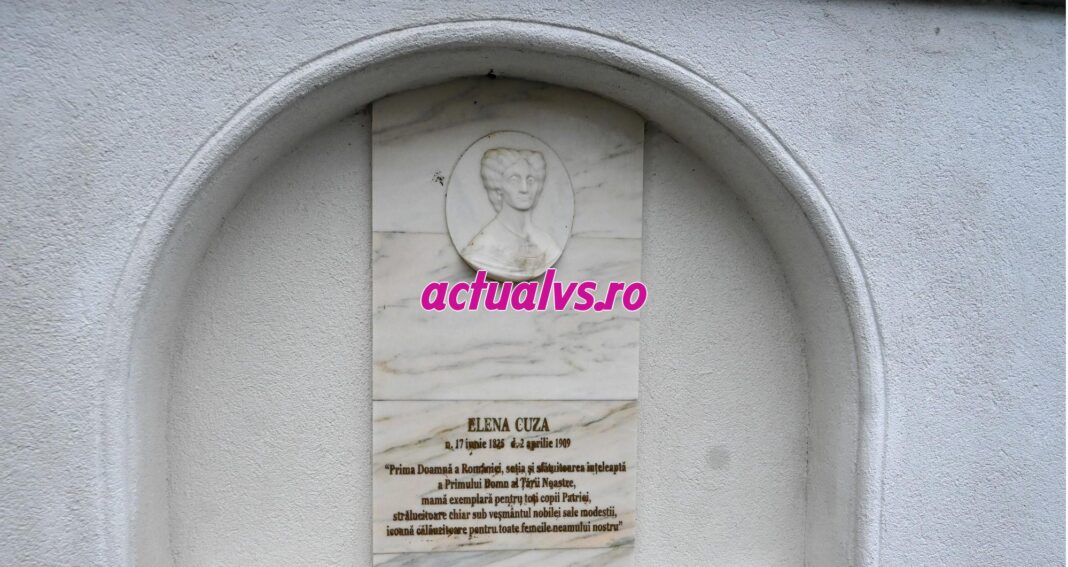 actualvs.ro
ELENA CUZA
n. 17 iunie 1825 d. 2 aprilie 1909
"Prima Doamnă a României, soția și sfătuitoarea înțeleaptă
a Primului Domn al Țării Noastre,
mamă exemplară pentru toți copii Patriei,
strălucitoare chiar sub veșmântul nobilei sale modestii,
icoană călăuzitoare pentru toate femeile neamului nostru"